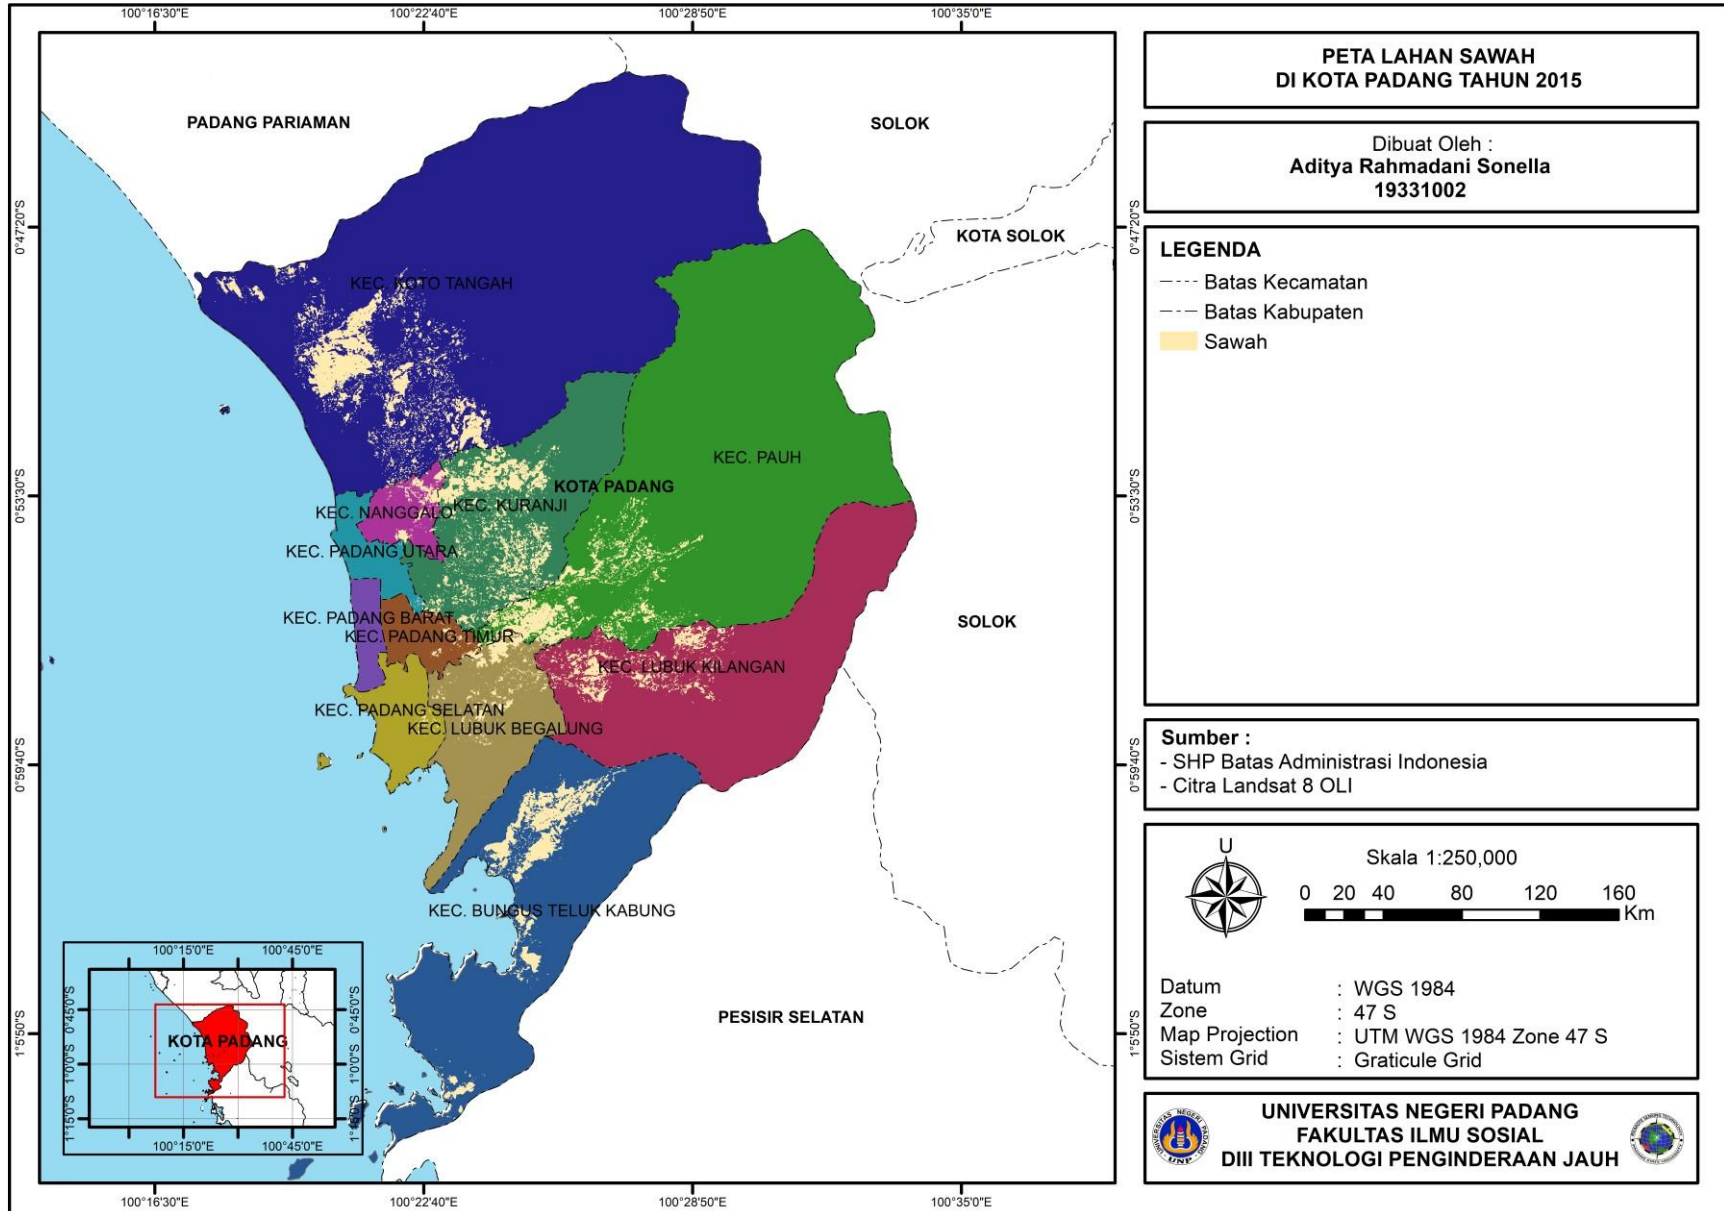 100°16'30"E
100°22'40"E
100°28'50"E
100°35'0"E
PADANG PARIAMAN
SOLOK
0°47'20"S
0°47'20"S
KOTA SOLOK
KEC. KOTO TANGAH
KEC. PAUH
KOTA PADANG
0°53'30"S
0°53'30"S
KEC. KURANJI
KEC. NANGGALO
KEC. PADANG UTARA
KEC. PADANG BARAT
SOLOK
KEC. PADANG TIMUR
KEC. LUBUK KILANGAN
KEC. PADANG SELATAN
KEC. LUBUK BEGALUNG
0°59'40"S
0°59'40"S
KEC. BUNGUS TELUK KABUNG
PESISIR SELATAN
1°5'50"S
1°5'50"S
100°16'30"E
100°22'40"E
100°28'50"E
100°35'0"E
100°15'0"E
100°45'0"E
0°45'0"S
0°45'0"S
KOTA PADANG
1°0'0"S
1°0'0"S
1°15'0"S
1°15'0"S
100°15'0"E
100°45'0"E
PETA LAHAN SAWAH
DI KOTA PADANG TAHUN 2015
Dibuat Oleh :
Aditya Rahmadani Sonella
19331002
LEGENDA
Batas Kecamatan
Batas Kabupaten
Sawah
Sumber :
- SHP Batas Administrasi Indonesia
- Citra Landsat 8 OLI
U
Skala 1:250,000
0 20 40 80 120 160
Km
Datum : WGS 1984
Zone : 47 S
Map Projection : UTM WGS 1984 Zone 47 S
Sistem Grid : Graticule Grid
UNIVERSITAS NEGERI PADANG
UNP
UNIVERSITAS NEGERI PADANG
FAKULTAS ILMU SOSIAL
DIII TEKNOLOGI PENGINDERAAN JAUH